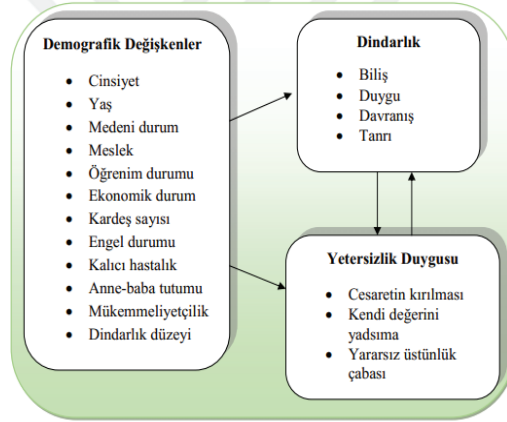 Demografik Değişkenler
• Cinsiyet
• Yaş
• Medeni durum
• Meslek
• Öğrenim durumu
• Ekonomik durum
• Kardeş sayısı
• Engel durumu
• Kalıcı hastalık
• Anne-baba tutumu
• Mükemmeliyetçilik
• Dindarlık düzeyi
Dindarlık
• Biliş
• Duygu
• Davranış
• Tanrı
Yetersizlik Duygusu
• Cesaretin kırılması
• Kendi değerini
yadsıma
• Yararsız üstünlük
çabası